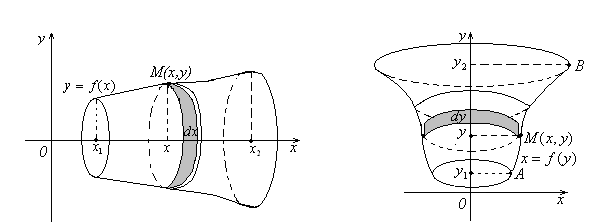 y
M(x,y)
y = f(x)
dx
0
x₁
x
x₂
x
y
y₂
B
dy
y
M(x, y)
x = f(y)
y₁
A
0
x